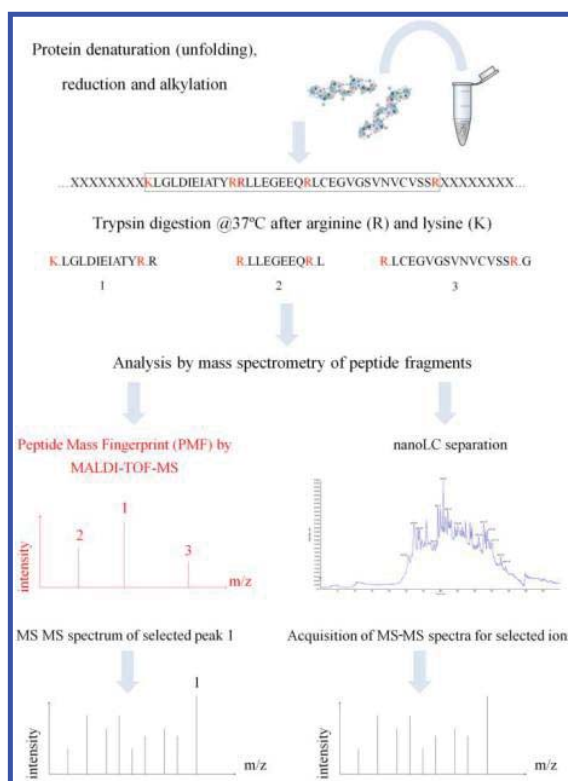 Protein denaturation (unfolding),
reduction and alkylation
...XXXXXXXXKLGLDIEIATYRRLLEGEEQRLCEGVGSVNVCVSSRXXXXXXXX...
Trypsin digestion @37ºC after arginine (R) and lysine (K)
K.LGLDIEIATYR.R R.LLEGEEQR.L R.LCEGVGSVNVCVSSR.G
1 2 3
Analysis by mass spectrometry of peptide fragments
Peptide Mass Fingerprint (PMF) by
MALDI-TOF-MS
nanoLC separation
intensity
2
1
3
m/z
MS MS spectrum of selected peak 1
Acquisition of MS-MS spectra for selected ion
intensity
1
m/z
intensity
m/z